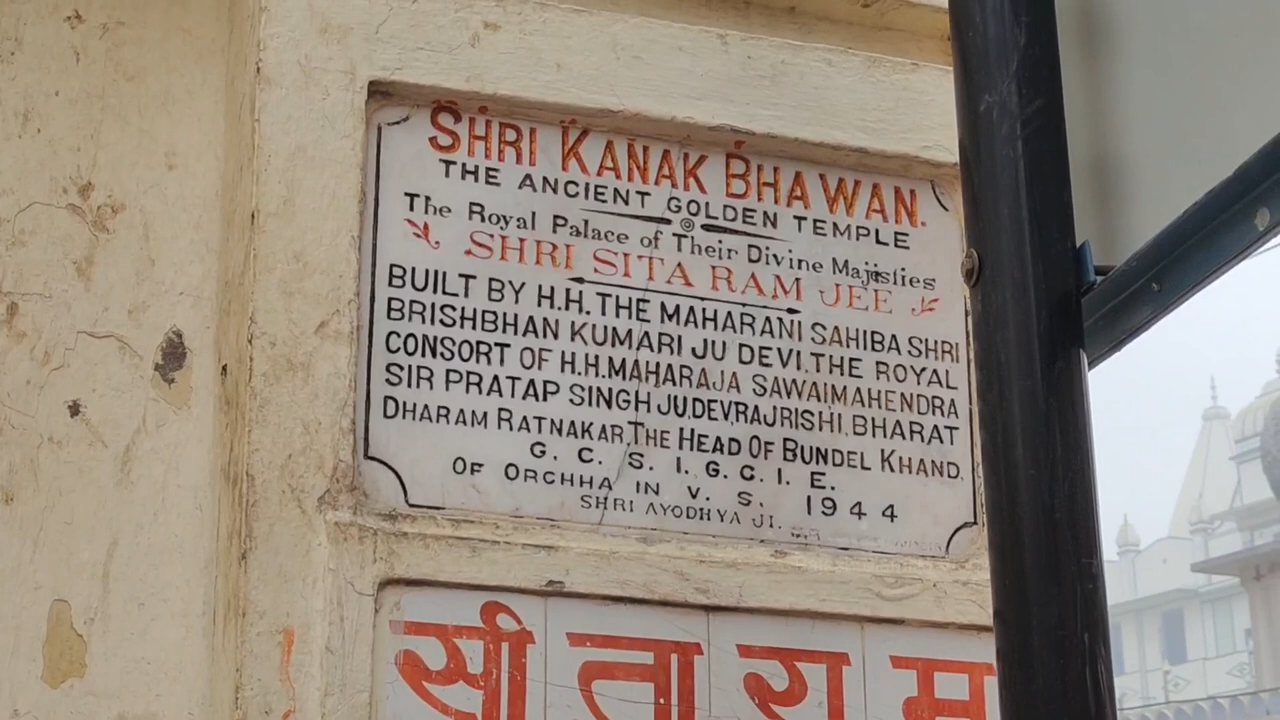 SHRI KANAK BHAWAN.
THE ANCIENT GOLDEN TEMPLE
The Royal Palace of Their Divine Majesties
SHRI SITA RAM JEE
BUILT BY H.H. THE MAHARANI SAHIBA SHRI
BRISHBHAN KUMARI JU DEVI. THE ROYAL
CONSORT OF H.H. MAHARAJA SAWAIMAHENDRA
SIR PRATAP SINGH JU, DEV, RAJRISHI, BHARAT
DHARAM RATNAKAR, THE HEAD OF BUNDEL KHAND.
G. C. S. I. G. C. I. E.
OF ORCHHA IN V. S. 1944
SHRI AYODHYA JI.
सीताराम